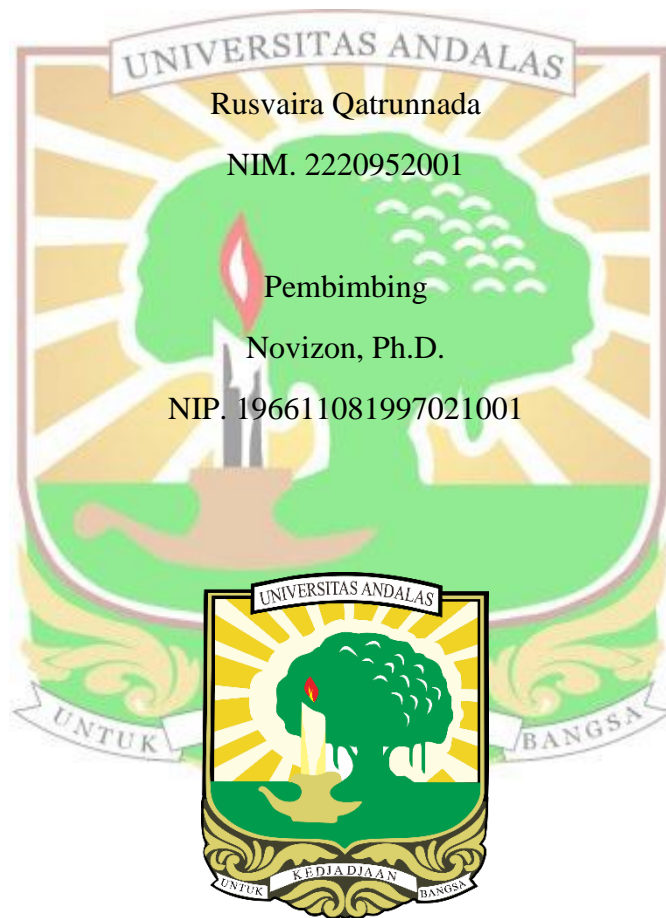 UNIVERSITAS ANDALAS
Rusvaira Qatrunnada
NIM. 2220952001
Pembimbing
Novizon, Ph.D.
NIP. 196611081997021001
UNIVERSITAS ANDALAS
UNTUK BANGSA
UNTUK KEDJADJAAN BANGSA